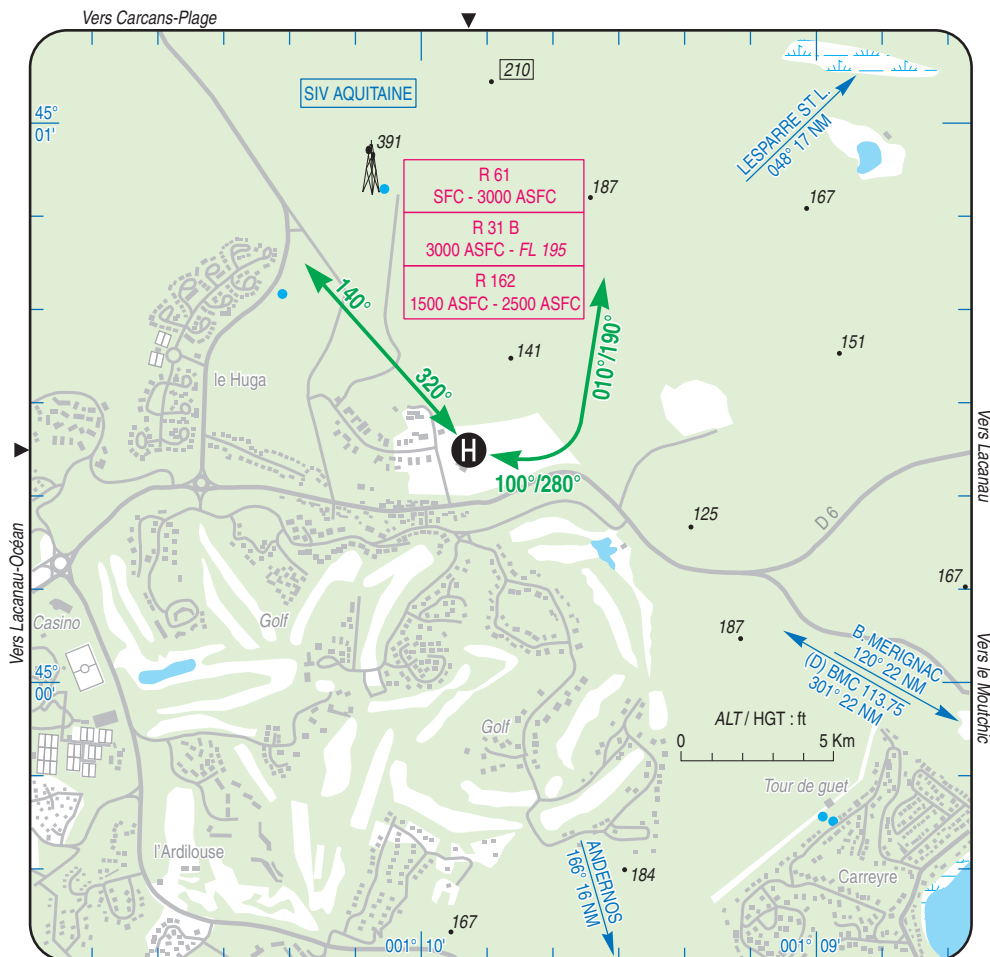 Vers Carcans-Plage
210
SIV AQUITAINE
45°
01'
391
LESPARRE ST L.
048° 17 NM
R 61
SFC - 3000 ASFC
187
167
R 31 B
3000 ASFC - FL 195
R 162
1500 ASFC - 2500 ASFC
140°
320°
141
010°/190°
151
le Huga
H
100°/280°
Vers Lacanau
125
D 6
Vers Lacanau-Océan
167
Casino
Golf
187
B. MERIGNAC
120° 22 NM
(D) BMC 113.75
301° 22 NM
Vers le Moutchic
45°
00'
ALT / HGT : ft
Golf
0 5 Km
Tour de guet
l'Ardilouse
ANDERNOS
166° 16 NM
184
Carreyre
167
001° 10'
001° 09'